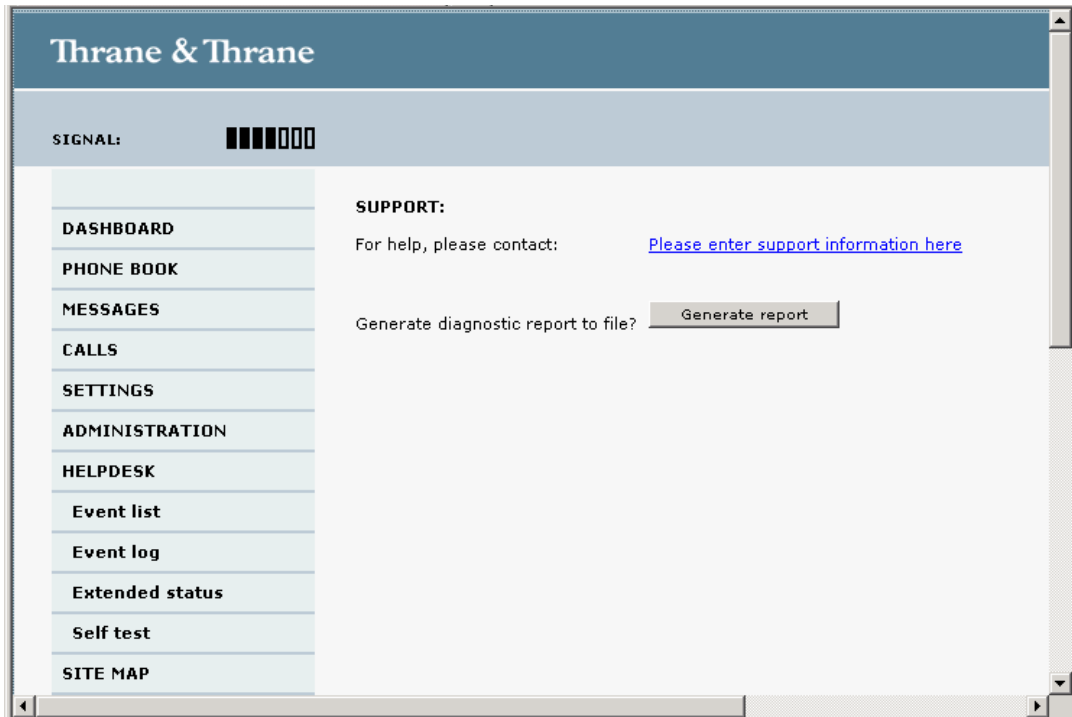 Thrane & Thrane
SIGNAL:
DASHBOARD
PHONE BOOK
MESSAGES
CALLS
SETTINGS
ADMINISTRATION
HELPDESK
Event list
Event log
Extended status
Self test
SITE MAP
SUPPORT:
For help, please contact: Please enter support information here
Generate diagnostic report to file? Generate report